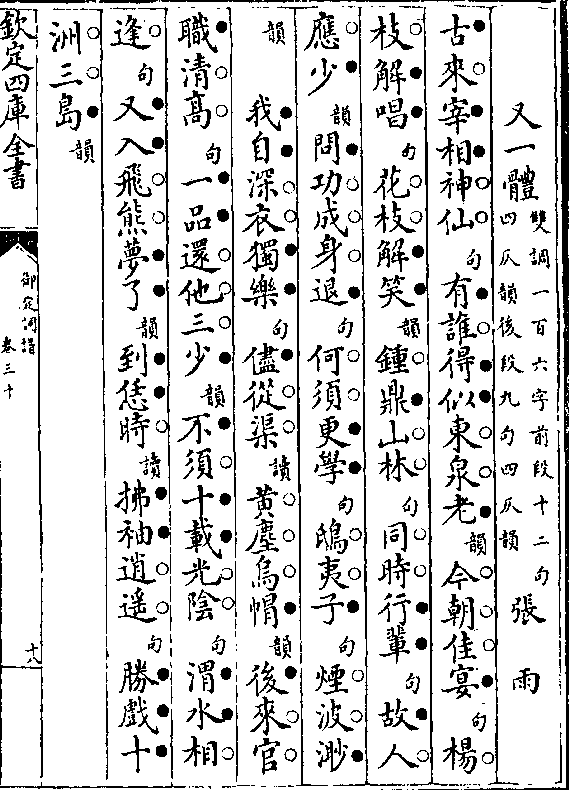 又一體雙調一百六字前段十二句四仄韻後段九句四仄韻 張雨
古來宰相神仙句有誰得似東泉老韻今朝佳宴句楊
枝解唱句花枝解笑韻鍾鼎山林句同時行輩句故人
應少韻問功成身退句何須更學句鴟夷子句煙波渺
韻 我自深衣獨樂句儘從渠讀黃塵烏帽韻後來官
職清髙句一品還他三少韻不須十載光陰句渭水相
逢句又入飛熊夢了韻到恁時讀拂袖逍遙句勝戲十
洲三島韻
欽定四庫全書
御定詞譜
卷三十
十八